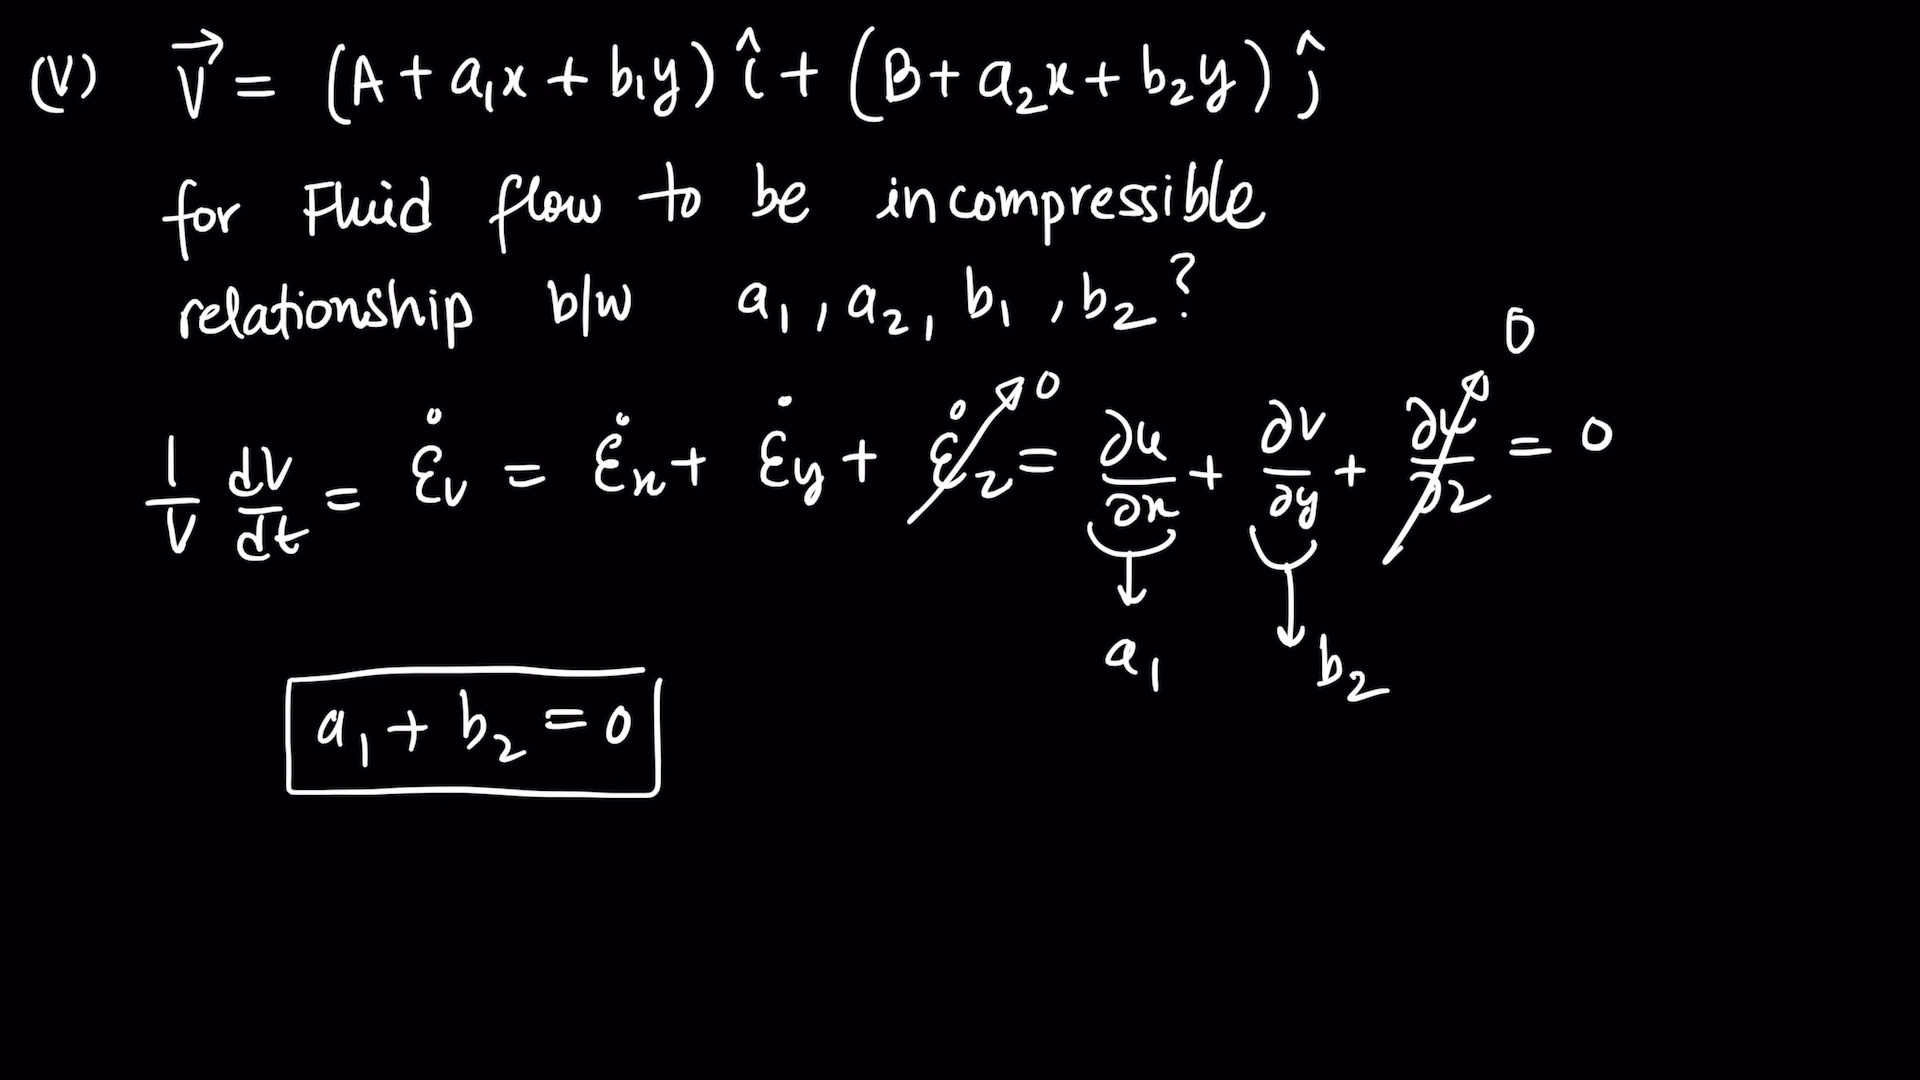 (V) V⃗ = (A + a₁x + b₁y) î + (B + a₂x + b₂y) ĵ
for Fluid flow to be incompressible
relationship b/w a₁, a₂, b₁, b₂ ?
1/V dV/dt = ε̇ᵥ = ε̇ₓ + ε̇y + ε̇z → 0 = ∂u/∂x + ∂v/∂y + ∂w/∂z → 0 = 0
a₁ b₂
a₁ + b₂ = 0